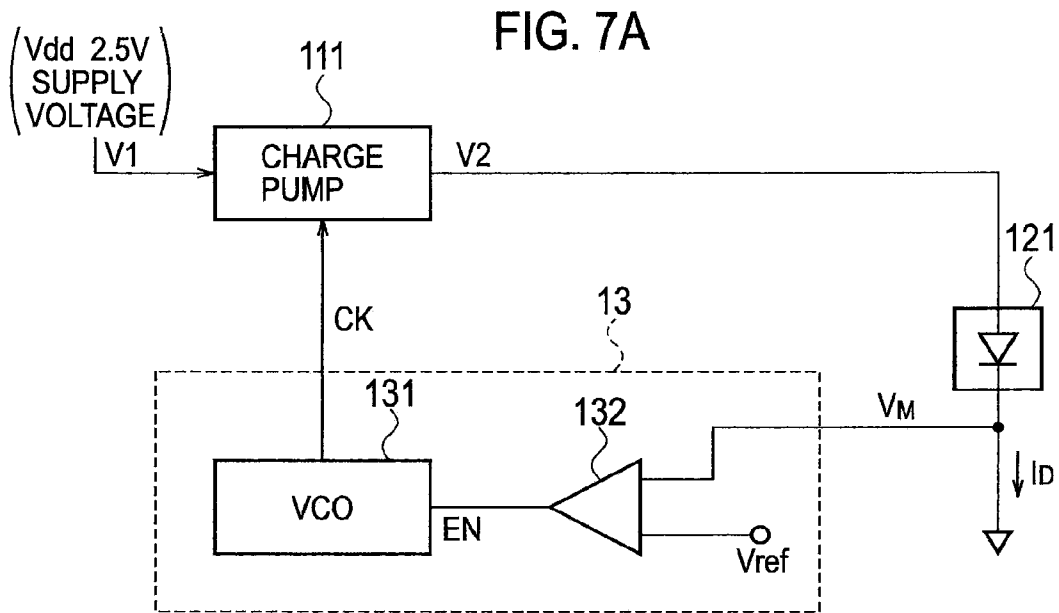 FIG. 7A
(Vdd 2.5V
SUPPLY
VOLTAGE)
111
V1
CHARGE
PUMP
V2
121
CK
13
131
132
VM
ID
VCO
EN
Vref